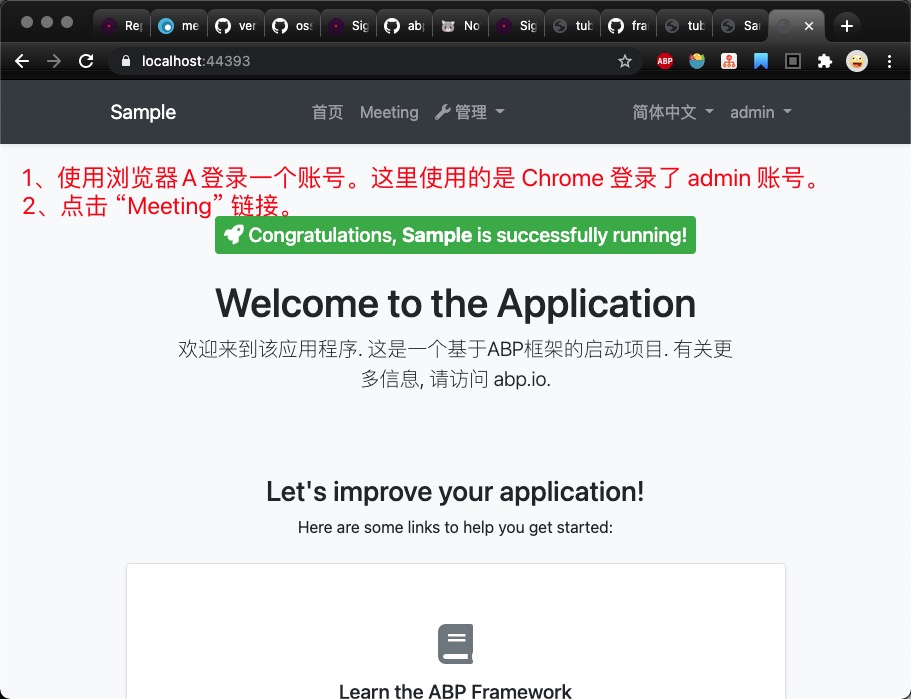 Re
me
ver
oss
Sig
abp
No
Sig
tub
fra
tub
Sar
localhost:44393
ABP
Sample 首页 Meeting 管理 简体中文 admin
1、使用浏览器A登录一个账号。这里使用的是 Chrome 登录了 admin 账号。
2、点击 “Meeting” 链接。
Congratulations, Sample is successfully running!
Welcome to the Application
欢迎来到该应用程序. 这是一个基于ABP框架的启动项目. 有关更
多信息, 请访问 abp.io.
Let's improve your application!
Here are some links to help you get started:
Learn the ABP Framework